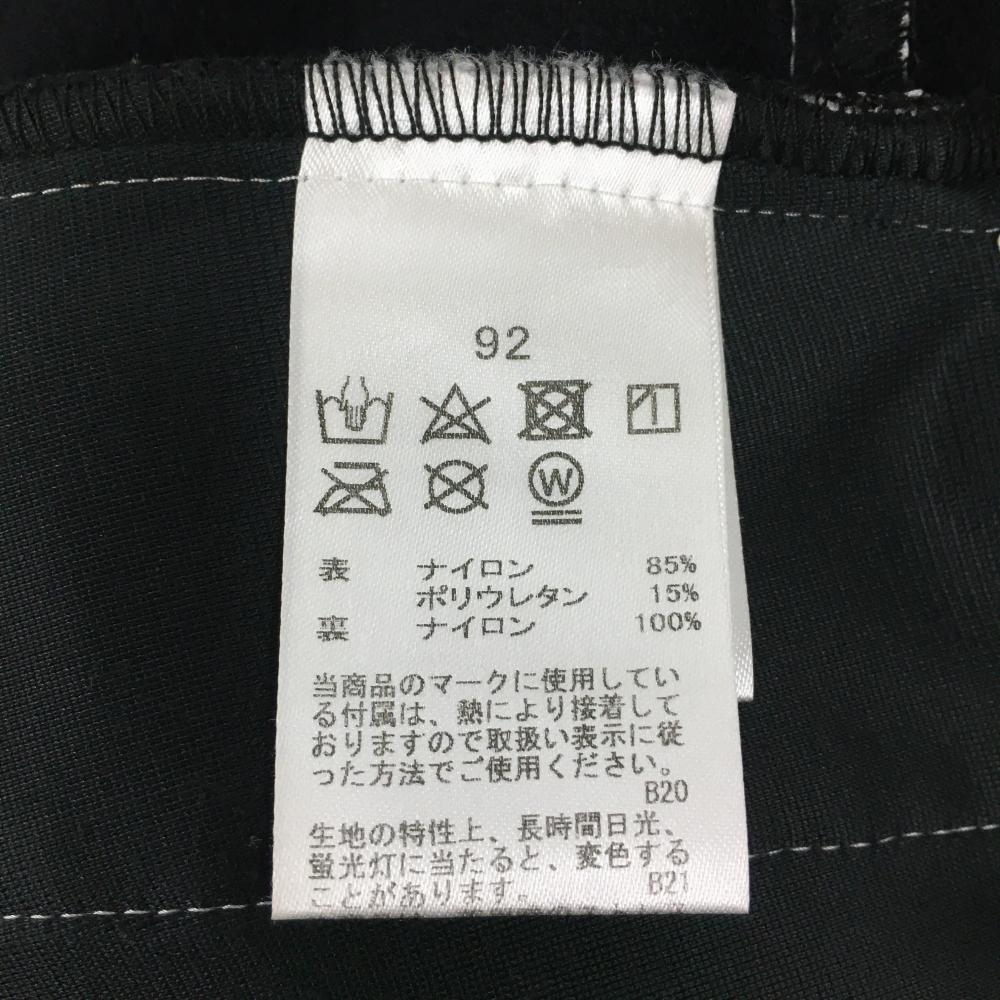 92
W
表 ナイロン 85%
ポリウレタン 15%
裏 ナイロン 100%
当商品のマークに使用してい
る付属は、熱により接着して
おりますので取扱い表示に従
った方法でご使用ください。
B20
生地の特性上、長時間日光、
蛍光灯に当たると、変色する
ことがあります。
B21